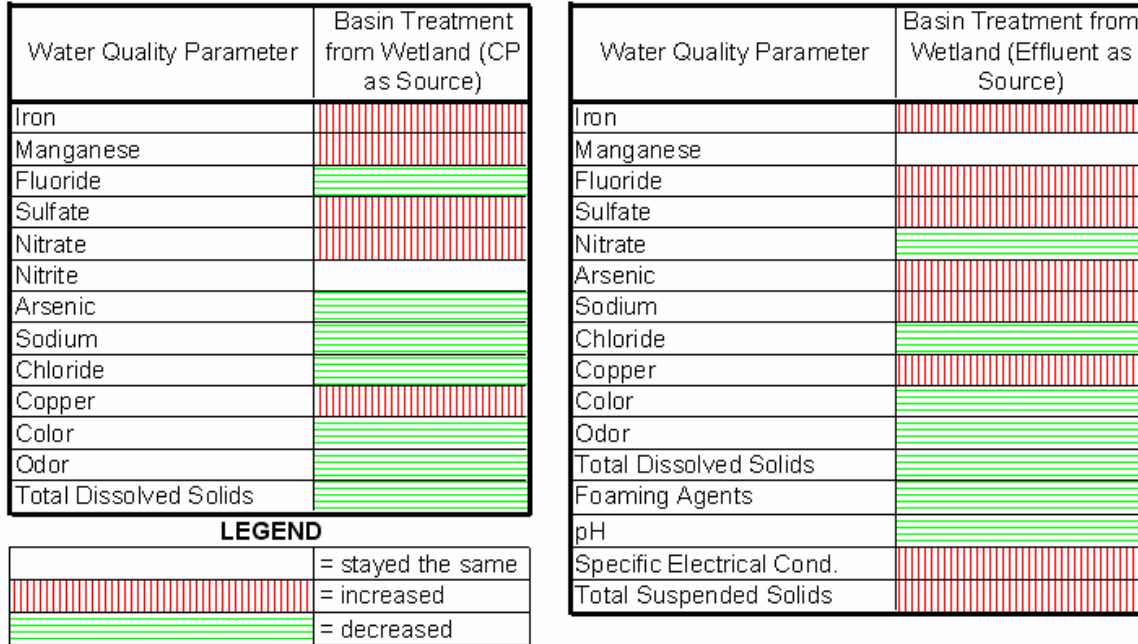 Water Quality Parameter
Basin Treatment
from Wetland (CP
as Source)
Iron
Manganese
Fluoride
Sulfate
Nitrate
Nitrite
Arsenic
Sodium
Chloride
Copper
Color
Odor
Total Dissolved Solids
LEGEND
= stayed the same
= increased
= decreased
Water Quality Parameter
Basin Treatment from
Wetland (Effluent as
Source)
Iron
Manganese
Fluoride
Sulfate
Nitrate
Arsenic
Sodium
Chloride
Copper
Color
Odor
Total Dissolved Solids
Foaming Agents
pH
Specific Electrical Cond.
Total Suspended Solids